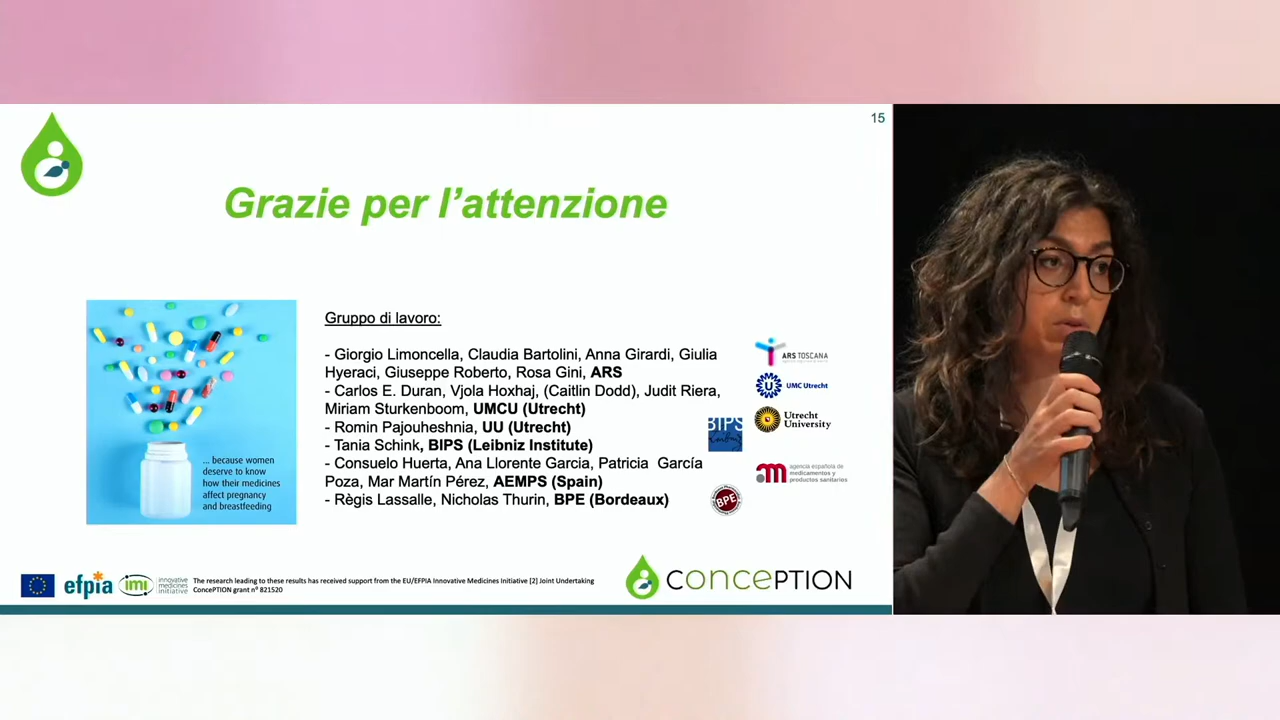 15
Grazie per l’attenzione
... because women
deserve to know
how their medicines
affect pregnancy
and breastfeeding
Gruppo di lavoro:
- Giorgio Limoncella, Claudia Bartolini, Anna Girardi, Giulia
Hyeraci, Giuseppe Roberto, Rosa Gini, ARS
- Carlos E. Duran, Vjola Hoxhaj, (Caitlin Dodd), Judit Riera,
Miriam Sturkenboom, UMCU (Utrecht)
- Romin Pajouheshnia, UU (Utrecht)
- Tania Schink, BIPS (Leibniz Institute)
- Consuelo Huerta, Ana Llorente Garcia, Patricia García
Poza, Mar Martín Pérez, AEMPS (Spain)
- Règis Lassalle, Nicholas Thurin, BPE (Bordeaux)
ARS TOSCANA
UMC Utrecht
Utrecht
University
BIPS
agencia española de
medicamentos y
productos sanitarios
BPE
efpia
imi
innovative
medicines
initiative
The research leading to these results has received support from the EU/EFPIA Innovative Medicines Initiative [2] Joint Undertaking
ConcePTION grant nº 821520
conception